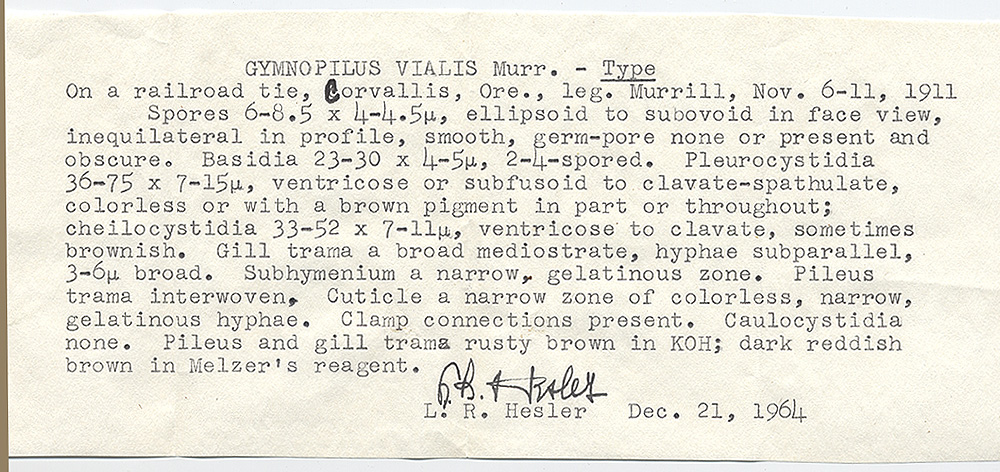 GYMNOPILUS VIALIS Murr. - Type
On a railroad tie, Corvallis, Ore., leg. Murrill, Nov. 6-11, 1911
Spores 6-8.5 x 4-4.5µ, ellipsoid to subovoid in face view,
inequilateral in profile, smooth, germ-pore none or present and
obscure. Basidia 23-30 x 4-5µ, 2-4-spored. Pleurocystidia
36-75 x 7-15µ, ventricose or subfusoid to clavate-spathulate,
colorless or with a brown pigment in part or throughout;
cheilocystidia 33-52 x 7-11µ, ventricose to clavate, sometimes
brownish. Gill trama a broad mediostrate, hyphae subparallel,
3-6µ broad. Subhymenium a narrow, gelatinous zone. Pileus
trama interwoven, Cuticle a narrow zone of colorless, narrow,
gelatinous hyphae. Clamp connections present. Caulocystidia
none. Pileus and gill trama rusty brown in KOH; dark reddish
brown in Melzer's reagent.
L. R. Hesler
L. R. Hesler Dec. 21, 1964